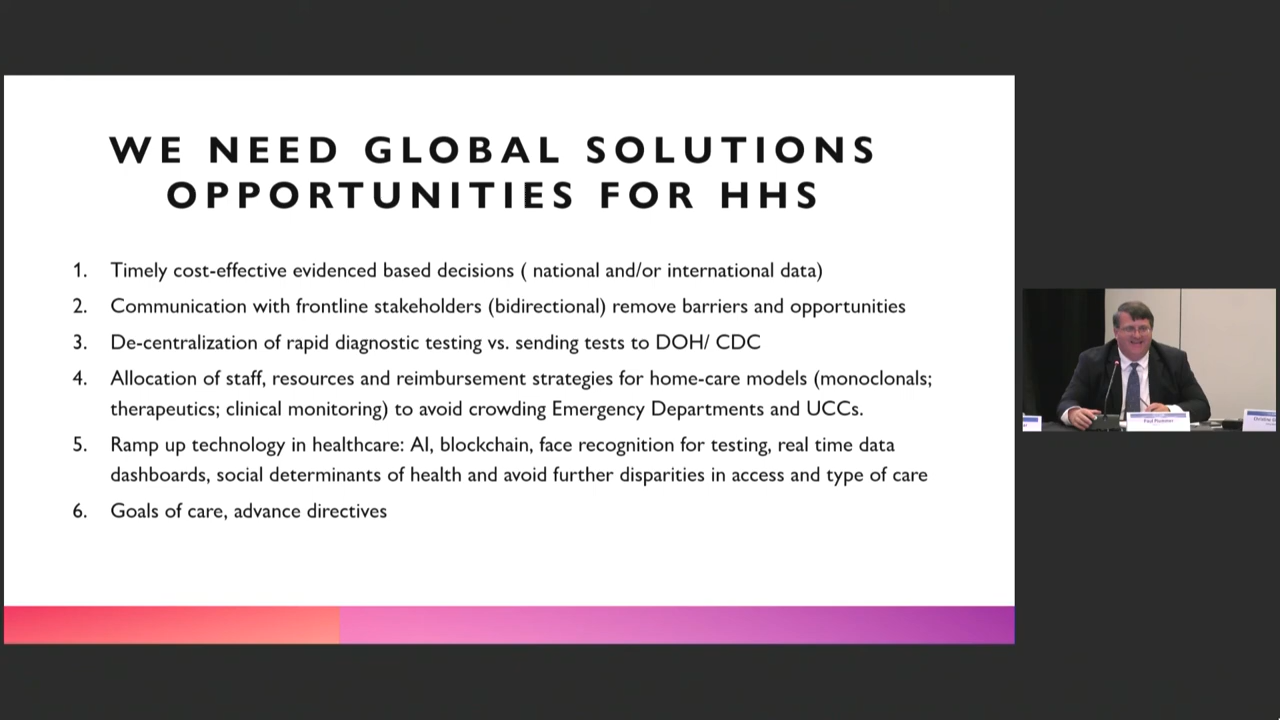 WE NEED GLOBAL SOLUTIONS
OPPORTUNITIES FOR HHS
1. Timely cost-effective evidenced based decisions ( national and/or international data)
2. Communication with frontline stakeholders (bidirectional) remove barriers and opportunities
3. De-centralization of rapid diagnostic testing vs. sending tests to DOH/ CDC
4. Allocation of staff, resources and reimbursement strategies for home-care models (monoclonals;
therapeutics; clinical monitoring) to avoid crowding Emergency Departments and UCCs.
5. Ramp up technology in healthcare: AI, blockchain, face recognition for testing, real time data
dashboards, social determinants of health and avoid further disparities in access and type of care
6. Goals of care, advance directives
Paul